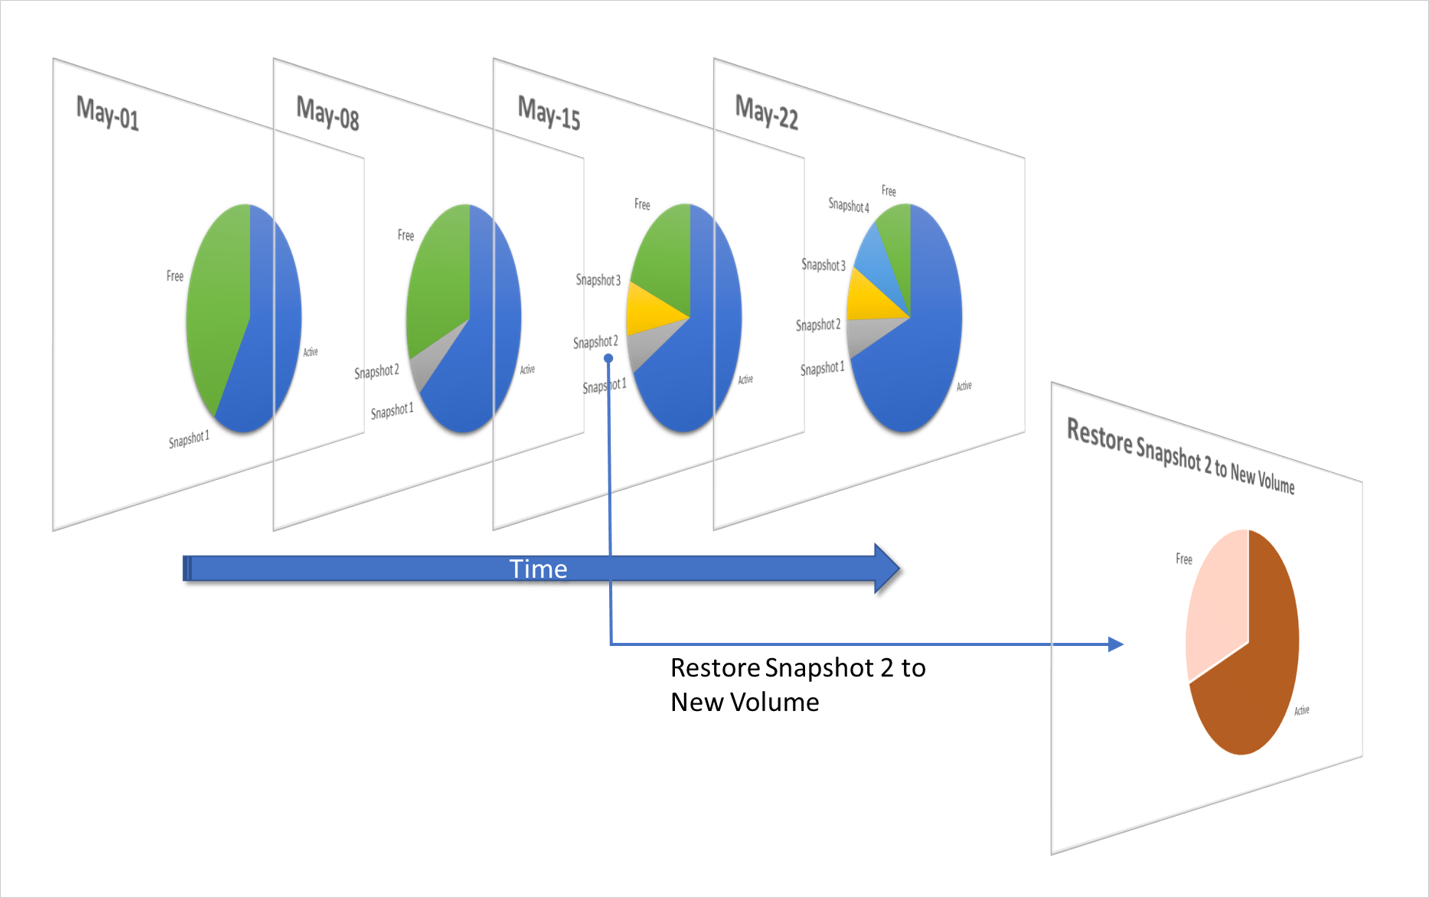 May-01
Free
Snapshot 1
May-08
Free
Active
Snapshot 2
Snapshot 1
May-15
Free
Snapshot 3
Snapshot 2
Snapshot 1
Active
May-22
Free
Snapshot 4
Snapshot 3
Snapshot 2
Snapshot 1
Active
Active
Time
Restore Snapshot 2 to
New Volume
Restore Snapshot 2 to New Volume
Free
Active